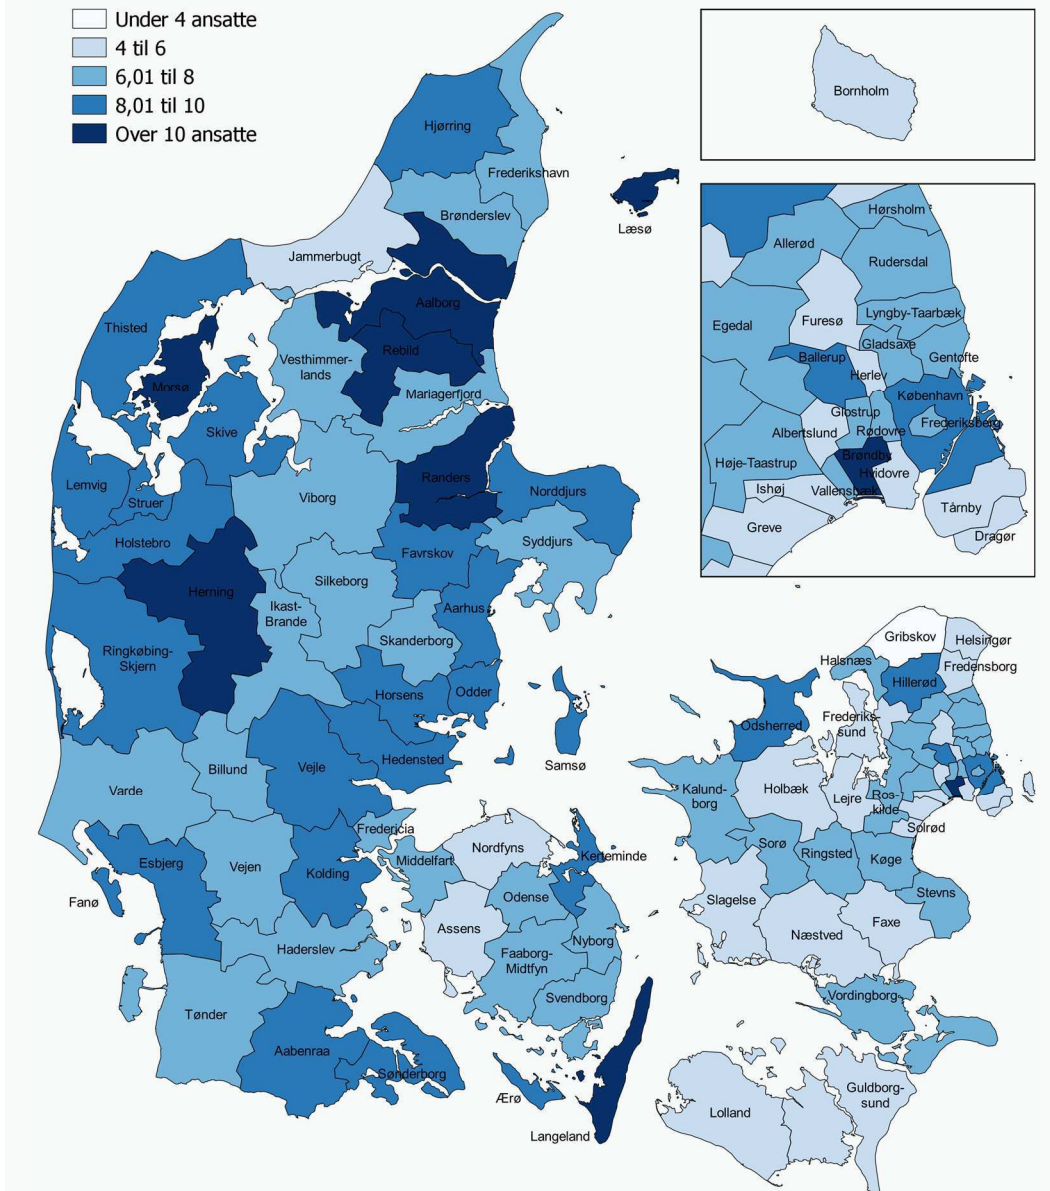 Under 4 ansatte
4 til 6
6,01 til 8
8,01 til 10
Over 10 ansatte
Bornholm
Hjørring
Frederikshavn
Brønderslev
Læsø
Jammerbugt
Aalborg
Thisted
Rebild
Vesthimmer-
lands
Morsø
Mariagerfjord
Skive
Randers
Lemvig
Struer
Viborg
Norddjurs
Holstebro
Favrskov
Syddjurs
Silkeborg
Herning
Ikast-
Brande
Aarhus
Skanderborg
Ringkøbing-
Skjern
Horsens
Odder
Hedensted
Samsø
Billund
Vejle
Varde
Fredericia
Nordfyns
Middelfart
Kerteminde
Esbjerg
Vejen
Kolding
Odense
Fanø
Assens
Nyborg
Haderslev
Faaborg-
Midtfyn
Svendborg
Tønder
Aabenraa
Sønderborg
Ærø
Langeland
Hørsholm
Allerød
Rudersdal
Egedal
Furesø
Lyngby-Taarbæk
Gladsaxe
Ballerup
Gentofte
Herlev
København
Glostrup
Albertslund
Rødovre
Frederiksberg
Brøndby
Høje-Taastrup
Hvidovre
Ishøj
Vallensbæk
Tårnby
Greve
Dragør
Gribskov
Helsingør
Halsnæs
Fredensborg
Hillerød
Odsherred
Frederiks-
sund
Kalund-
borg
Holbæk
Lejre
Ros-
kilde
Solrød
Sorø
Ringsted
Køge
Stevns
Slagelse
Næstved
Faxe
Vordingborg
Guldborg-
sund
Lolland